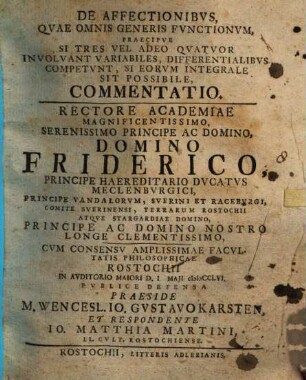 DE AFFECTIONIBVS,
QVAE OMNIS GENERIS FVNCTIONVM,
PRAECIPVE
SI TRES VEL ADEO QVATVOR
INVOLVANT VARIABILES, DIFFERENTIALIBVS
COMPETVNT, SI EORVM INTEGRALE
SIT POSSIBILE,
COMMENTATIO.
RECTORE ACADEMIAE
MAGNIFICENTISSIMO,
SERENISSIMO PRINCIPE AC DOMINO,
DOMINO
FRIDERICO,
PRINCIPE HAEREDITARIO DVCATVS
MECLENBVRGICI,
PRINCIPE VANDALORVM, SVERINI ET RACEBVRGI,
COMITE SVERINENSI, TERRARVM ROSTOCHII
ATQVE STARGARDIAE DOMINO,
PRINCIPE AC DOMINO NOSTRO
LONGE CLEMENTISSIMO,
CVM CONSENSV AMPLISSIMAE FACVL-
TATIS PHILOSOPHICAE
ROSTOCHII
IN AVDITORIO MAIORI D. I. MAJI cIɔIɔCCLVI.
PVBLICE DEFENSA
PRAESIDE
M. WENCESL. IO. GVSTAVO KARSTEN,
ET RESPONDENTE
IO. MATTHIA MARTINI,
LL. CVLT. ROSTOCHIENSE.
ROSTOCHII, LITTERIS ADLERIANIS.